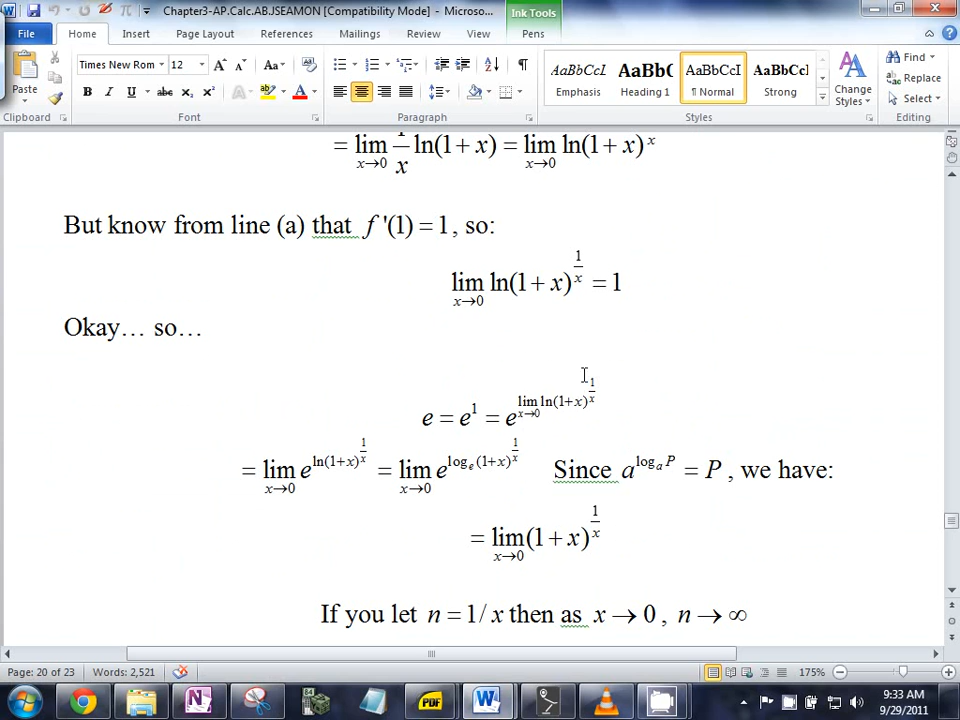 Chapter3-AP.Calc.ABJSEAMON [Compatibility Mode] - Microso...
Ink Tools
File Home Insert Page Layout References Mailings Review View Pens
Times New Rom 12
Paste
AaBbCcI AaBbC AaBbCcI AaBbCcl
Emphasis Heading 1 ¶ Normal Strong
Change Styles
Find
Replace
Select
Clipboard Font Paragraph Styles Editing
= lim x→0 1/x ln(1 + x) = lim x→0 ln(1 + x) x
But know from line (a) that f '(1) = 1, so:
lim x→0 ln(1 + x)^(1/x) = 1
Okay… so…
e = e^1 = e^(lim x→0 ln(1+x)^(1/x))
= lim x→0 e^(ln(1+x)^(1/x)) = lim x→0 e^(log_e (1+x)^(1/x)) Since a^(log_a P) = P , we have:
= lim x→0 (1 + x)^(1/x)
If you let n = 1/ x then as x → 0 , n → ∞
Page: 20 of 23 Words: 2,521 175%
PDF
9:33 AM
9/29/2011